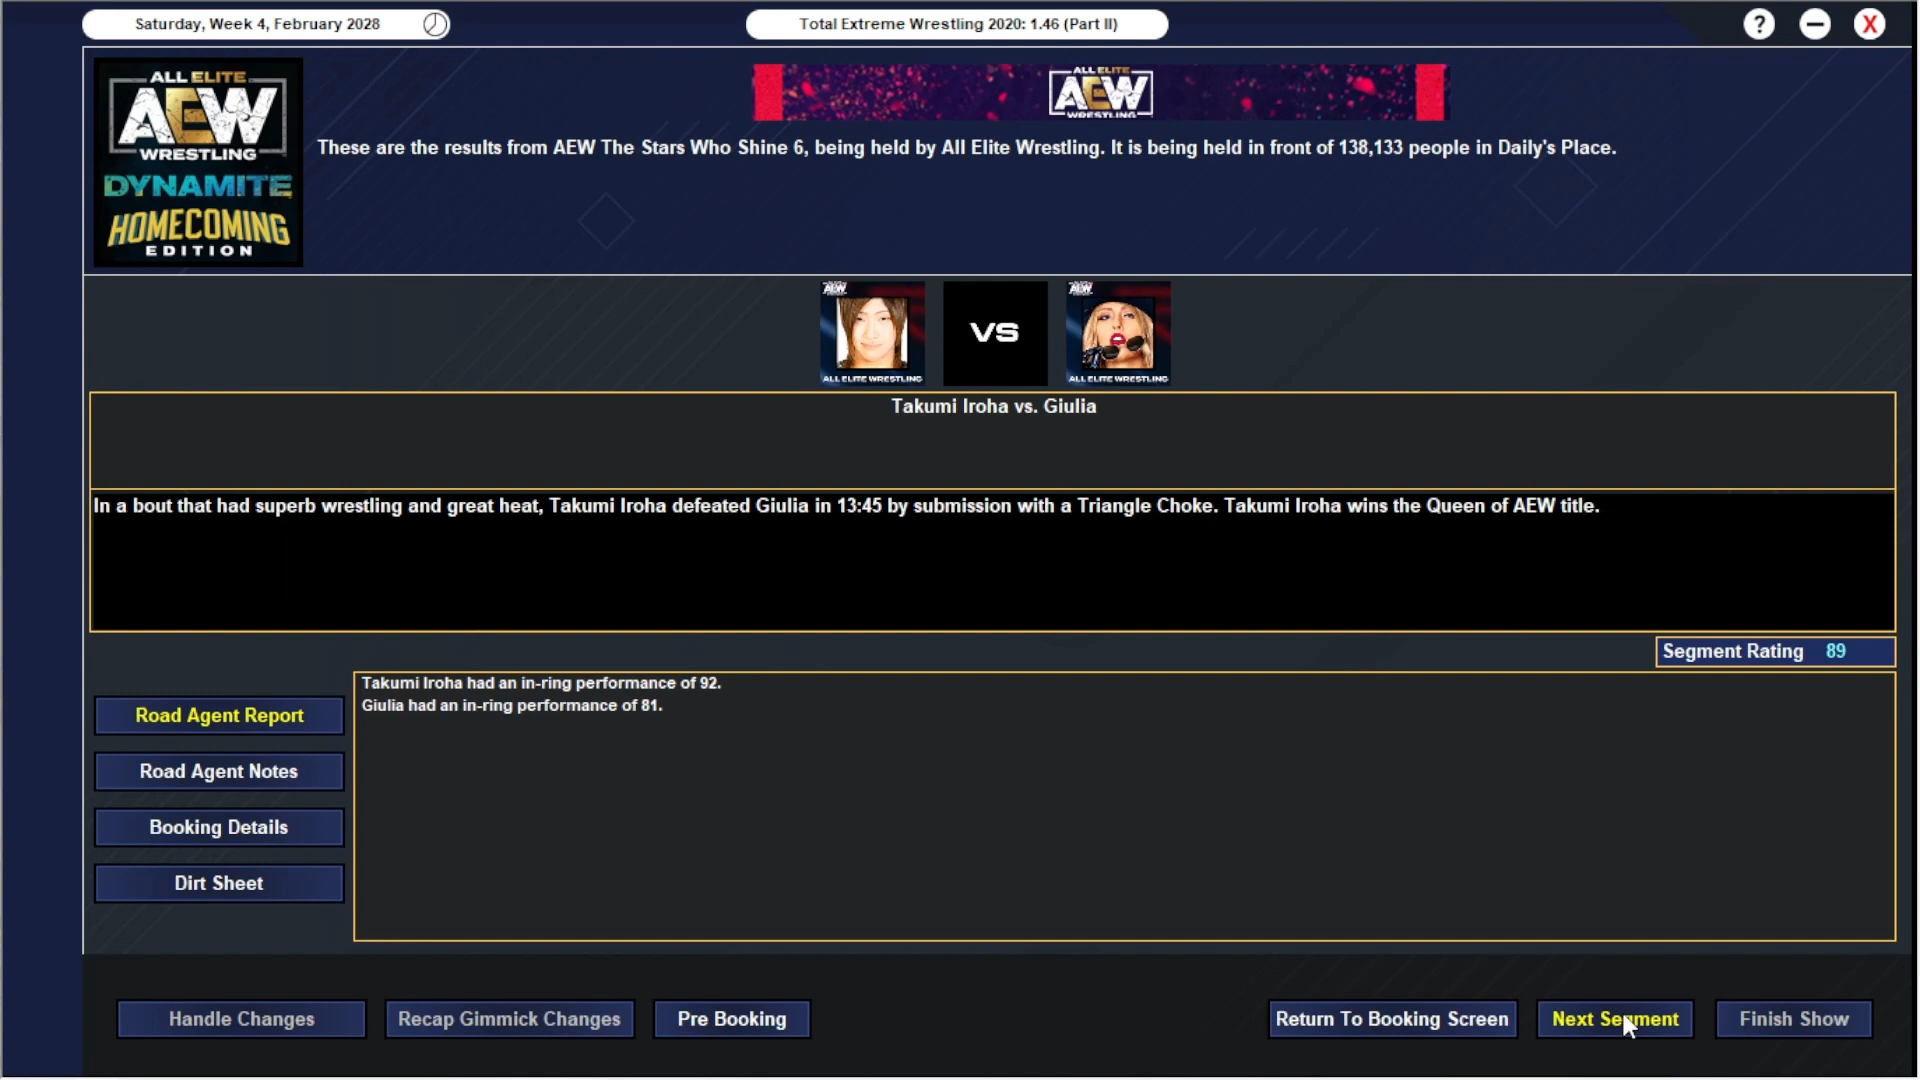 Saturday, Week 4, February 2028
Total Extreme Wrestling 2020: 1.46 (Part II)
?
X
ALL ELITE
AEW
WRESTLING
DYNAMITE
HOMECOMING
EDITION
ALL ELITE
AEW
WRESTLING
These are the results from AEW The Stars Who Shine 6, being held by All Elite Wrestling. It is being held in front of 138,133 people in Daily's Place.
AEW
ALL ELITE WRESTLING
VS
AEW
ALL ELITE WRESTLING
Takumi Iroha vs. Giulia
In a bout that had superb wrestling and great heat, Takumi Iroha defeated Giulia in 13:45 by submission with a Triangle Choke. Takumi Iroha wins the Queen of AEW title.
Segment Rating 89
Takumi Iroha had an in-ring performance of 92.
Giulia had an in-ring performance of 81.
Road Agent Report
Road Agent Notes
Booking Details
Dirt Sheet
Handle Changes
Recap Gimmick Changes
Pre Booking
Return To Booking Screen
Next Segment
Finish Show